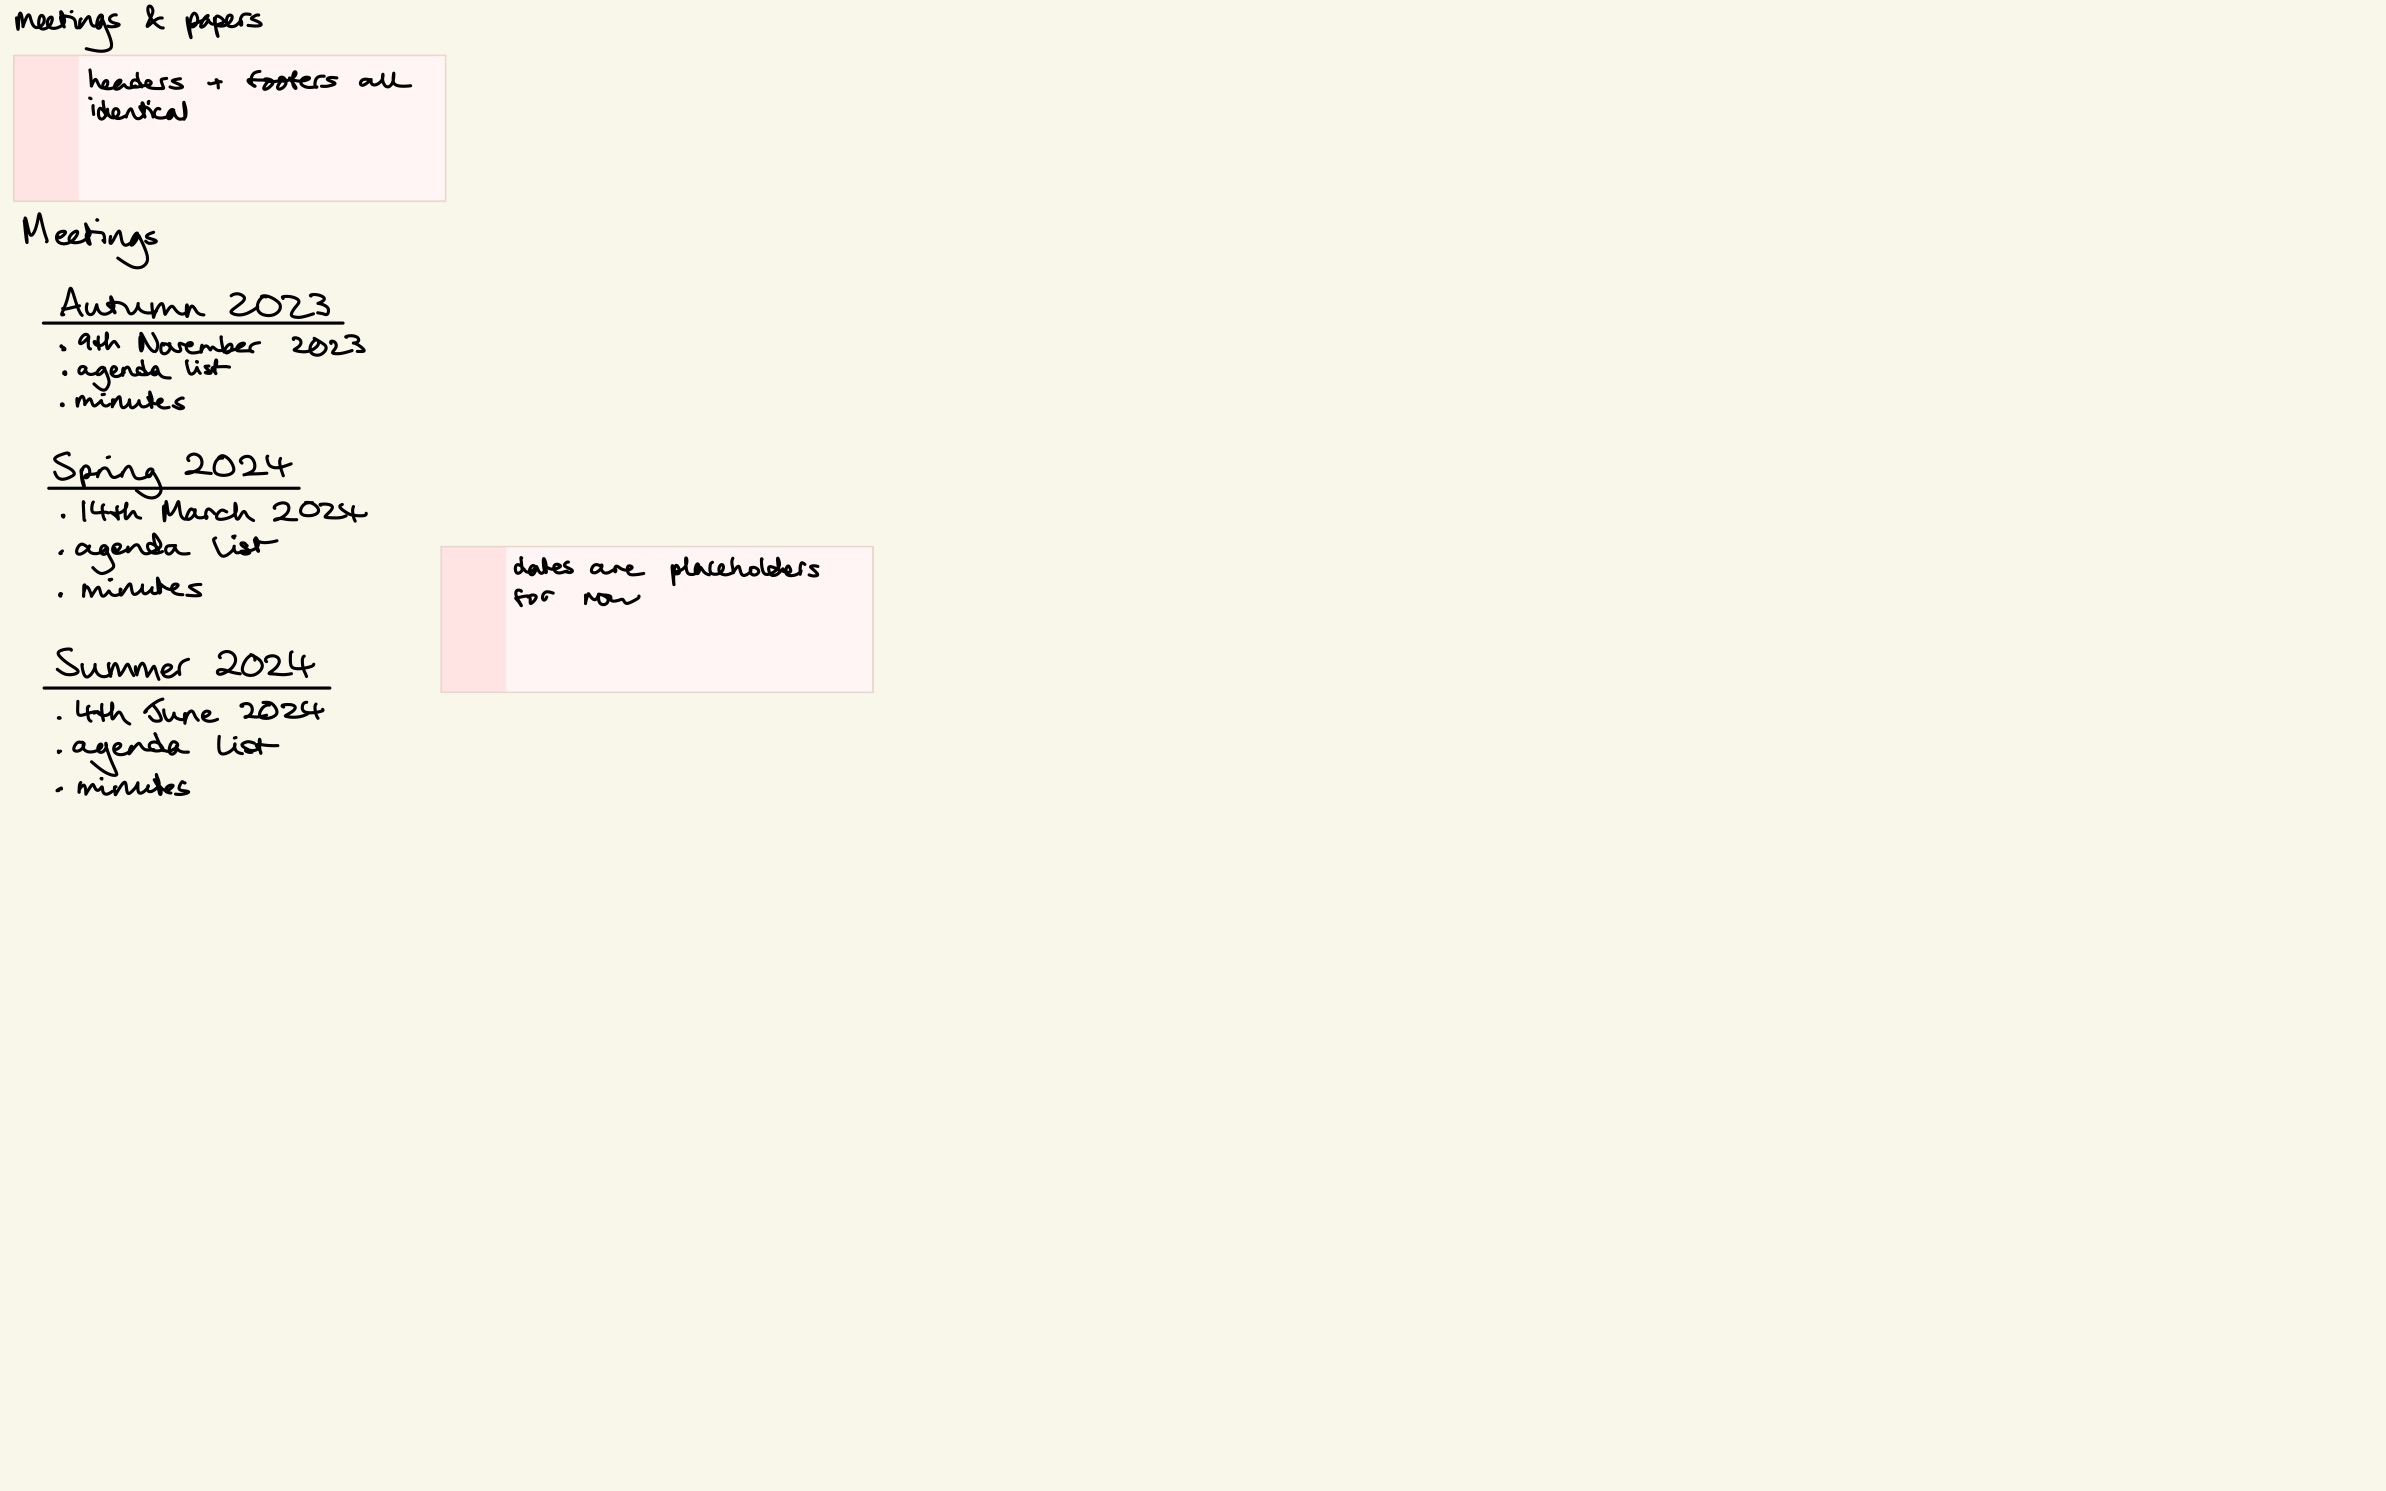 meetings & papers
headers + footers all
identical
Meetings
Autumn 2023
. 9th November 2023
. agenda list
. minutes
Spring 2024
. 14th March 2024
. agenda list
. minutes
dates are placeholders
for now
Summer 2024
. 4th June 2024
. agenda list
. minutes